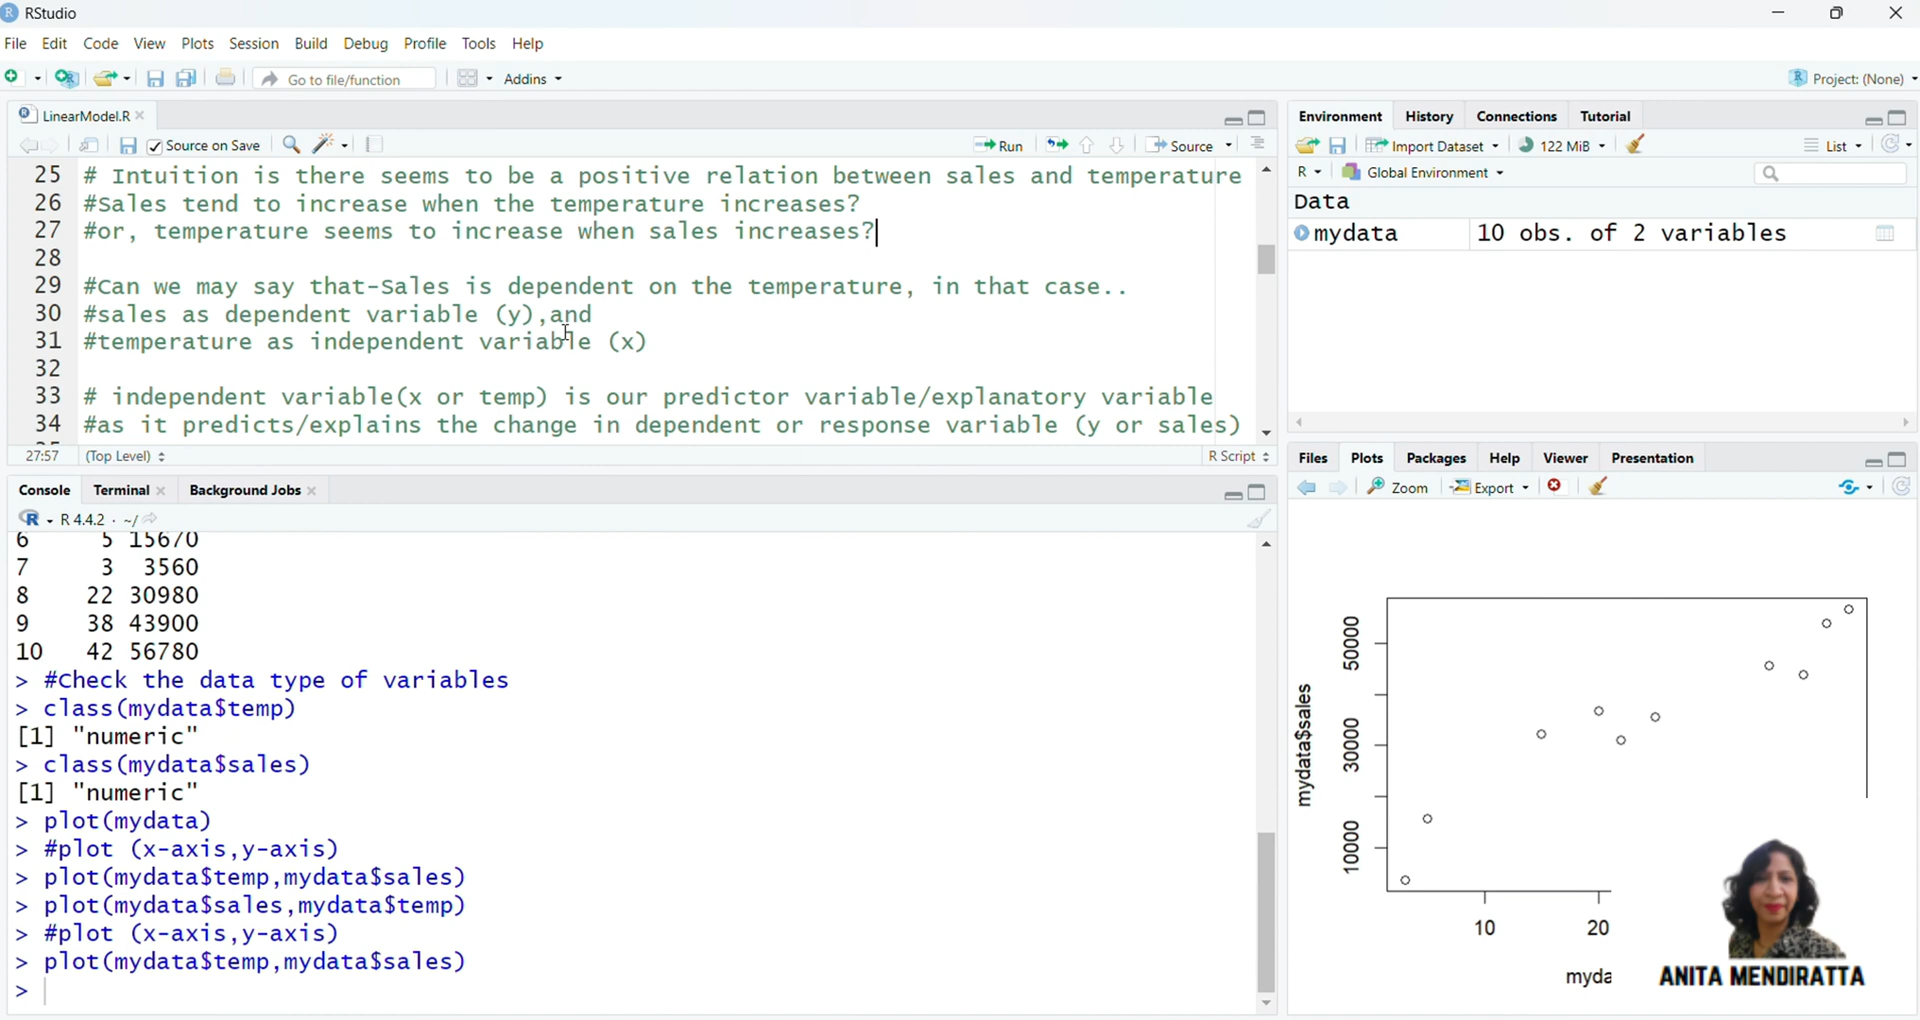 RStudio
File Edit Code View Plots Session Build Debug Profile Tools Help
Go to file/function Addins Project: (None)
LinearModel.R
Source on Save Run Source
25 # Intuition is there seems to be a positive relation between sales and temperature
26 #Sales tend to increase when the temperature increases?
27 #or, temperature seems to increase when sales increases?
28
29 #Can we may say that-Sales is dependent on the temperature, in that case..
30 #sales as dependent variable (y),and
31 #temperature as independent variable (x)
32
33 # independent variable(x or temp) is our predictor variable/explanatory variable
34 #as it predicts/explains the change in dependent or response variable (y or sales)
27:57 (Top Level) R Script
Console Terminal Background Jobs
R 4.4.2 · ~/
6 5 15670
7 3 3560
8 22 30980
9 38 43900
10 42 56780
> #Check the data type of variables
> class(mydata$temp)
[1] "numeric"
> class(mydata$sales)
[1] "numeric"
> plot(mydata)
> #plot (x-axis,y-axis)
> plot(mydata$temp,mydata$sales)
> plot(mydata$sales,mydata$temp)
> #plot (x-axis,y-axis)
> plot(mydata$temp,mydata$sales)
>
Environment History Connections Tutorial
Import Dataset 122 MiB List
R Global Environment
Data
mydata 10 obs. of 2 variables
Files Plots Packages Help Viewer Presentation
Zoom Export
mydata$sales
50000
30000
10000
10 20
myda
ANITA MENDIRATTA